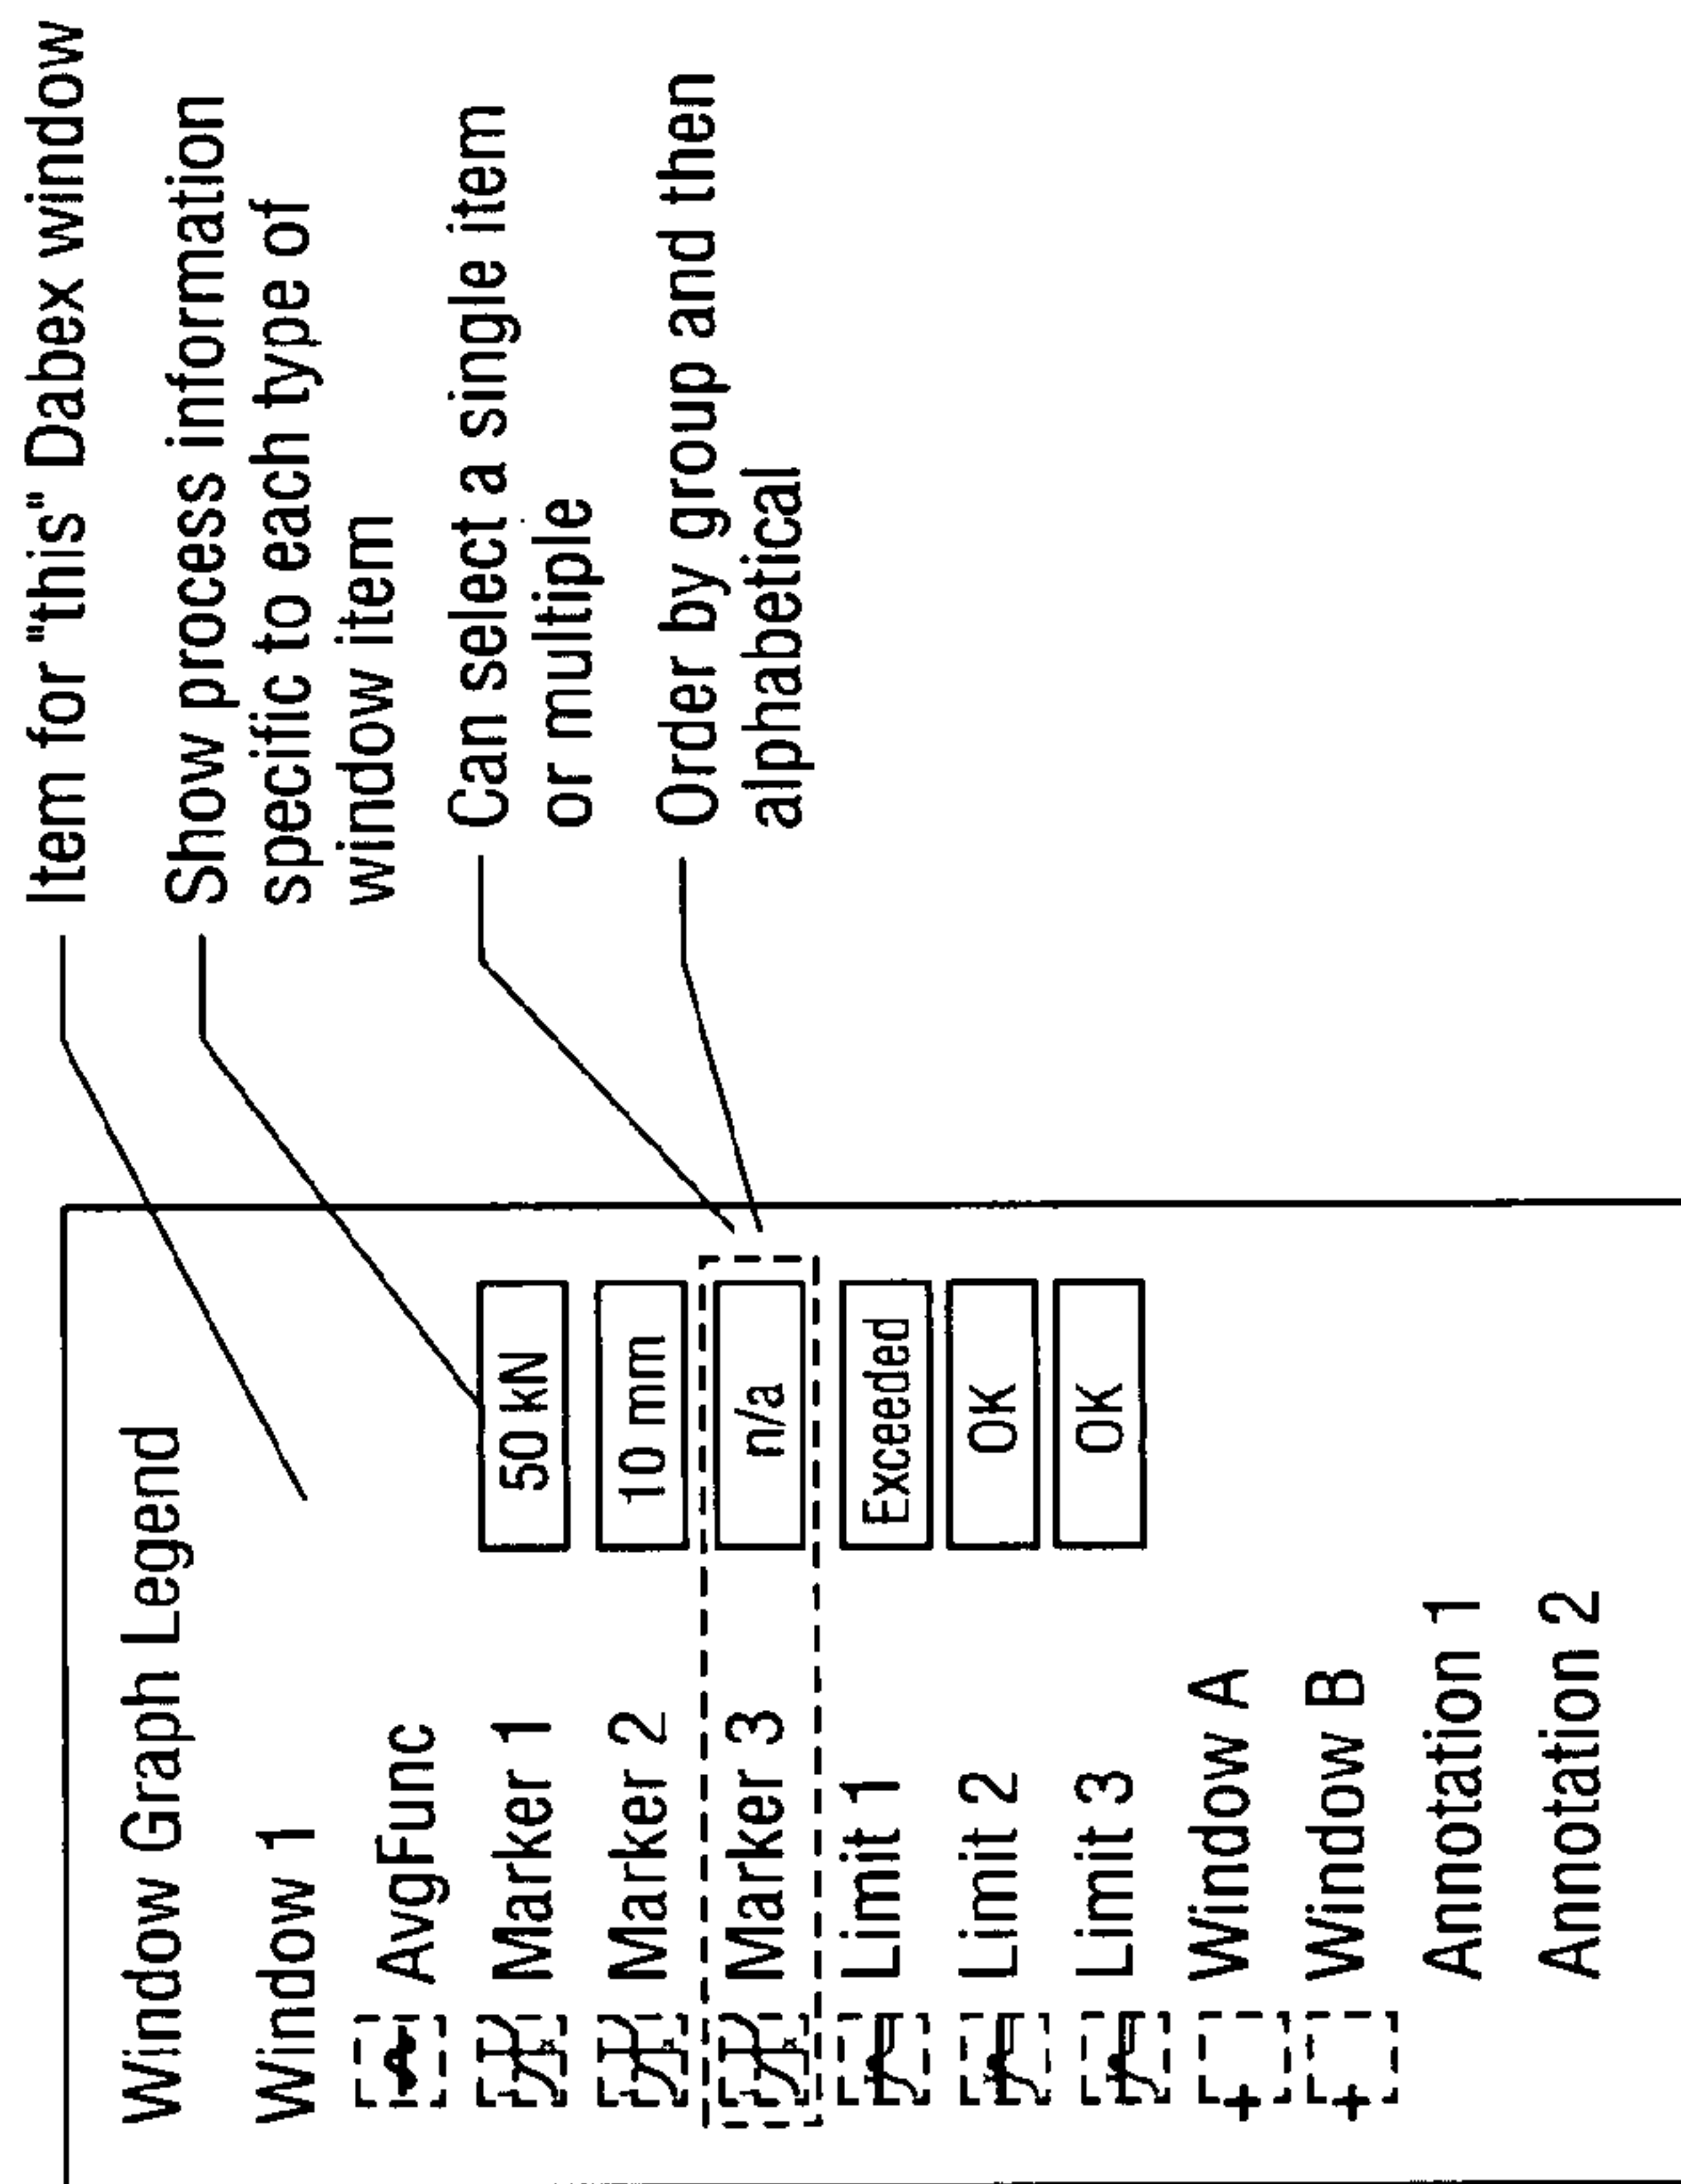 Window Graph Legend
Window 1
AvgFunc
Marker 1 50 kN
Marker 2 10 mm
Marker 3 n/a
Limit 1 Exceeded
Limit 2 OK
Limit 3 OK
Window A
Window B
Annotation 1
Annotation 2
Item for "this" Dabex window
Show process information
specific to each type of
window item
Can select a single item
or multiple
Order by group and then
alphabetical